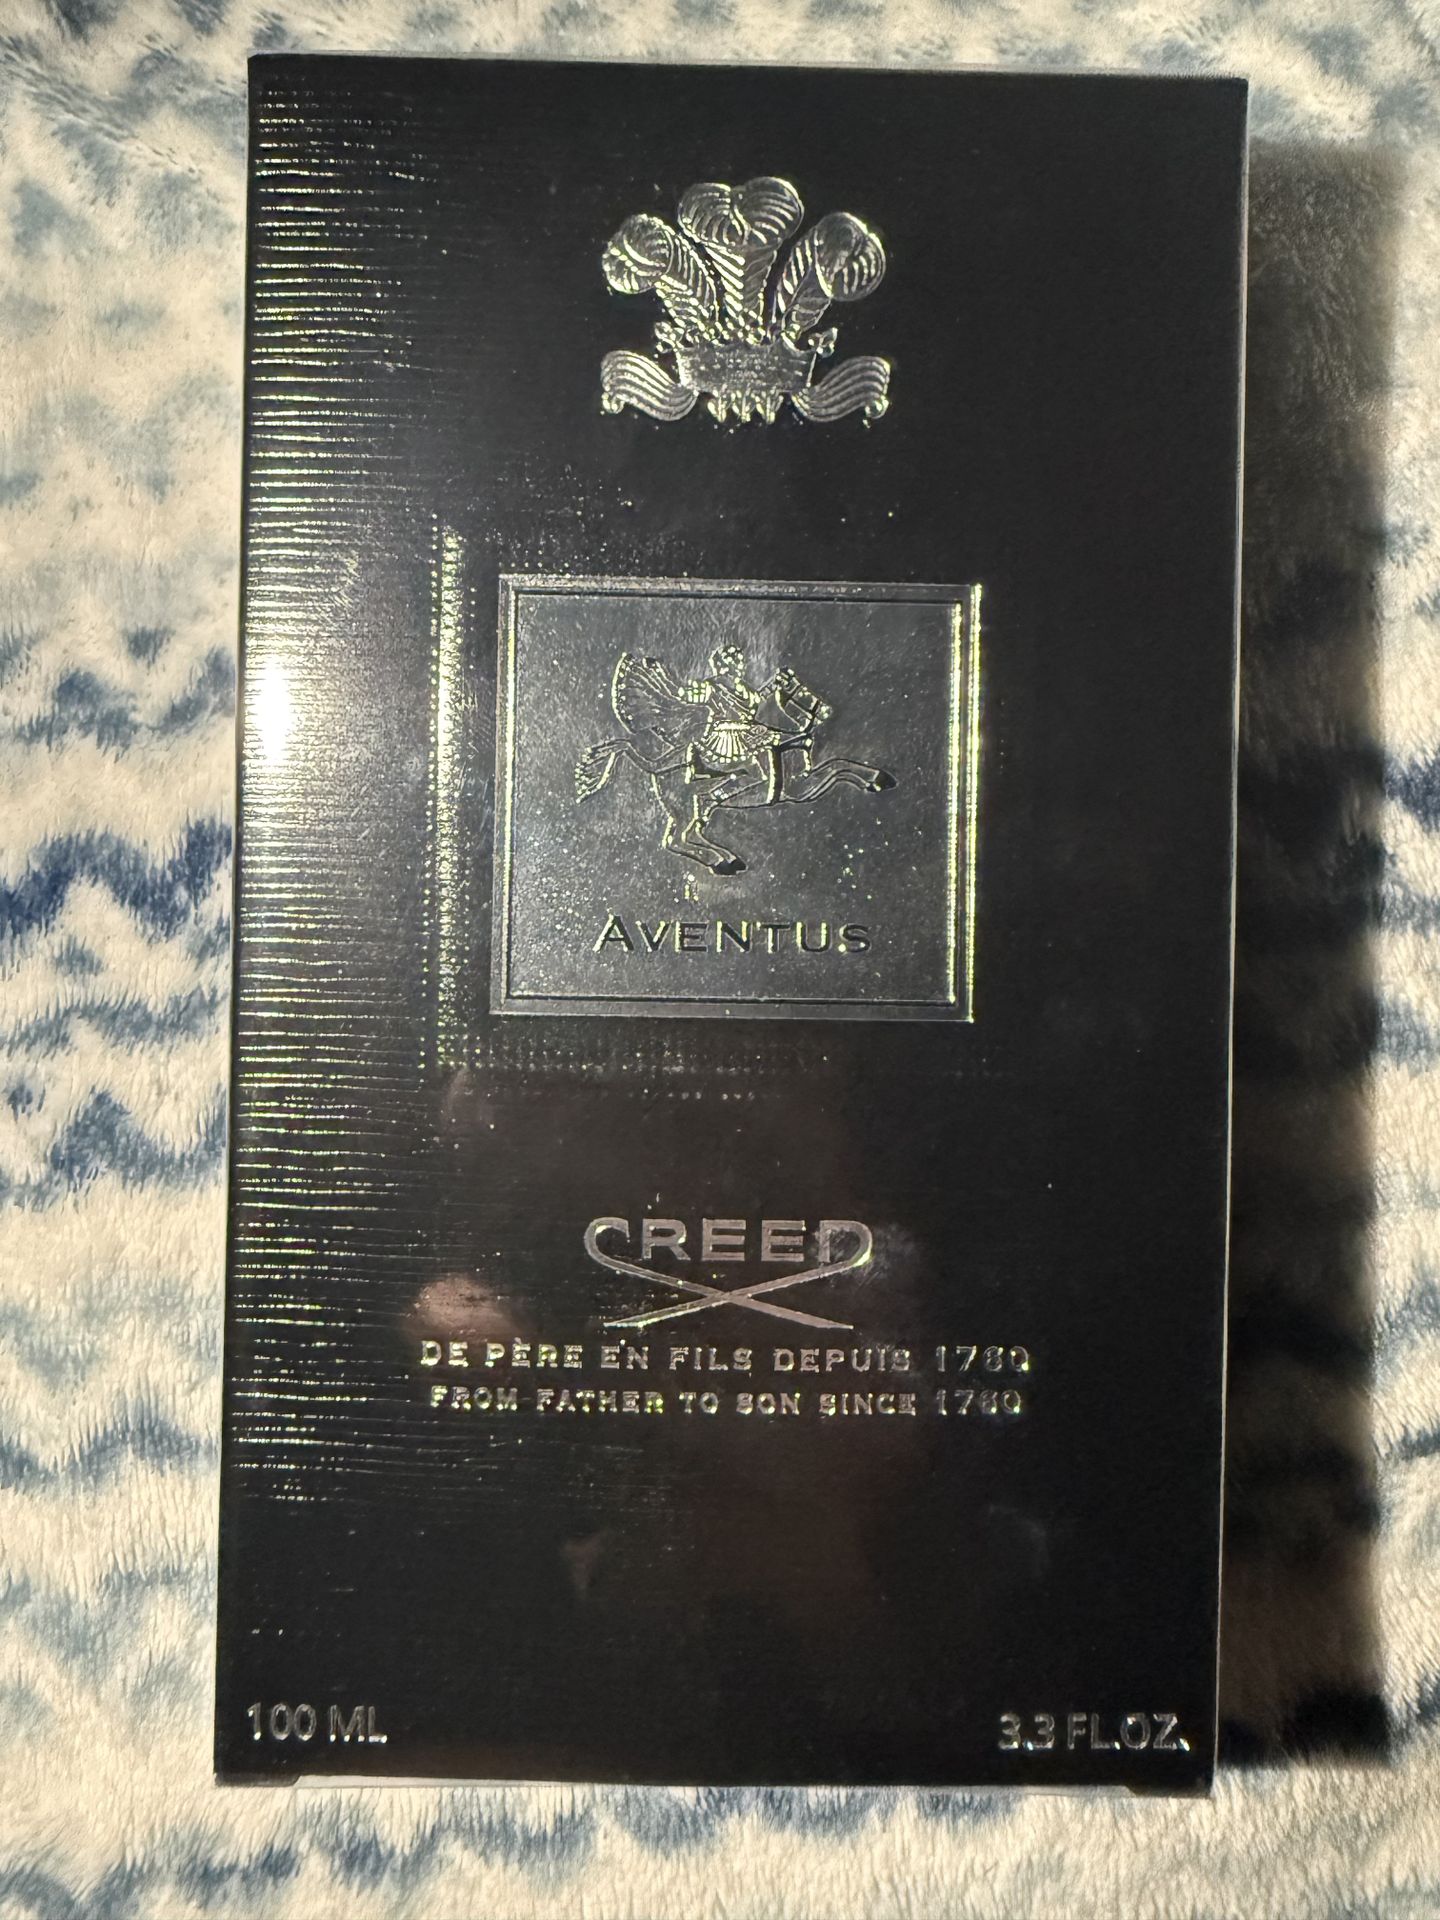 AVENTUS
CREED
DE PÈRE EN FILS DEPUIS 1760
FROM FATHER TO SON SINCE 1760
100 ML 3.3 FL.OZ.